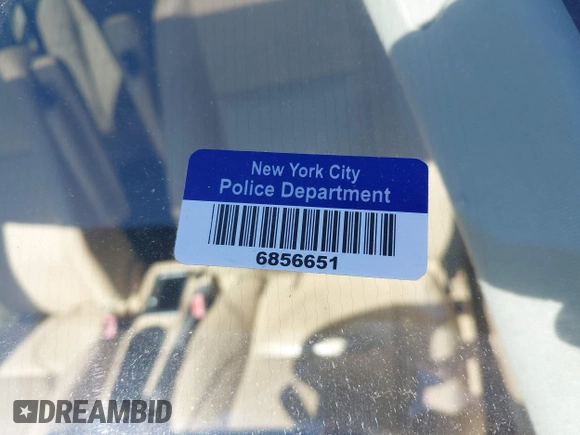 New York City
Police Department
6856651
DREAMBID